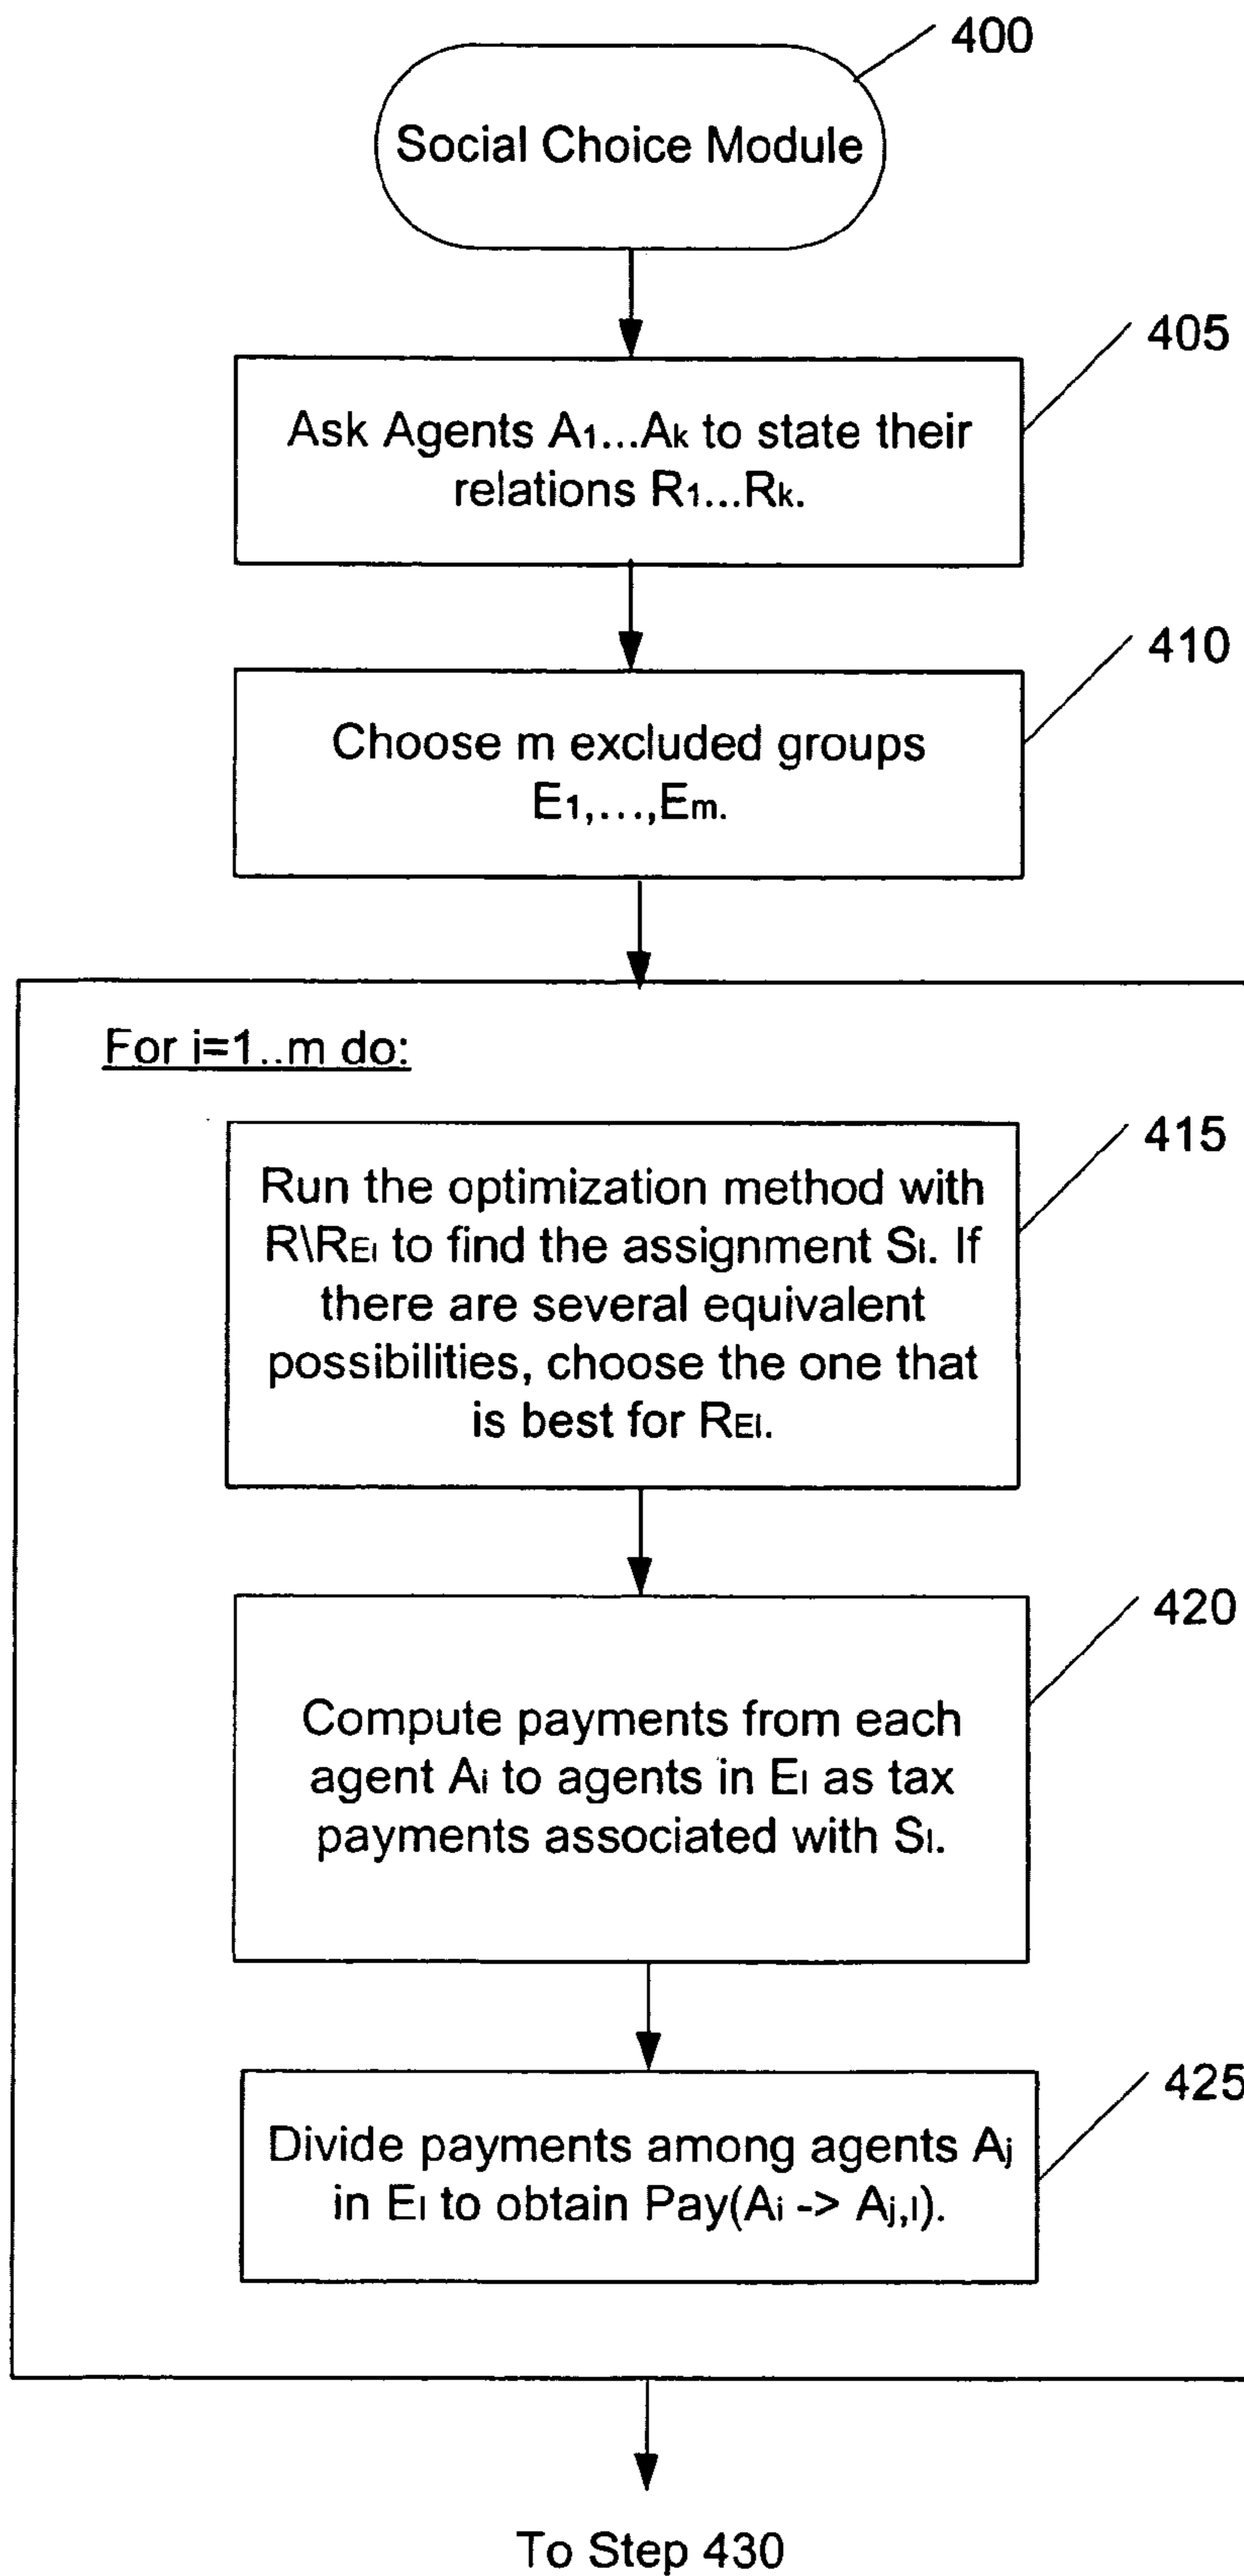 400
Social Choice Module
405
Ask Agents A1...Ak to state their
relations R1...Rk.
410
Choose m excluded groups
E1,...,Em.
For i=1..m do:
415
Run the optimization method with
R\REl to find the assignment Sl. If
there are several equivalent
possibilities, choose the one that
is best for REl.
420
Compute payments from each
agent Ai to agents in El as tax
payments associated with Sl.
425
Divide payments among agents Aj
in El to obtain Pay(Ai -> Aj,l).
To Step 430